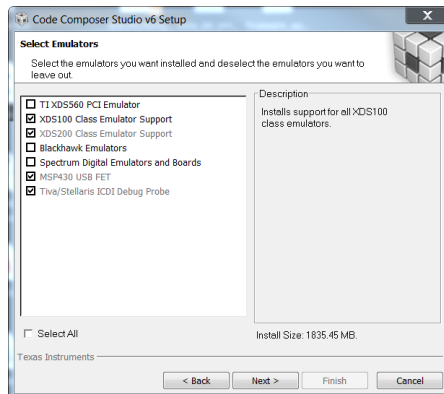 Code Composer Studio v6 Setup
X
Select Emulators
Select the emulators you want installed and deselect the emulators you want to
leave out.
TI XDS560 PCI Emulator
XDS100 Class Emulator Support
XDS200 Class Emulator Support
Blackhawk Emulators
Spectrum Digital Emulators and Boards
MSP430 USB FET
Tiva/Stellaris ICDI Debug Probe
Description
Installs support for all XDS100
class emulators.
Select All
Install Size: 1835.45 MB.
Texas Instruments
< Back
Next >
Finish
Cancel